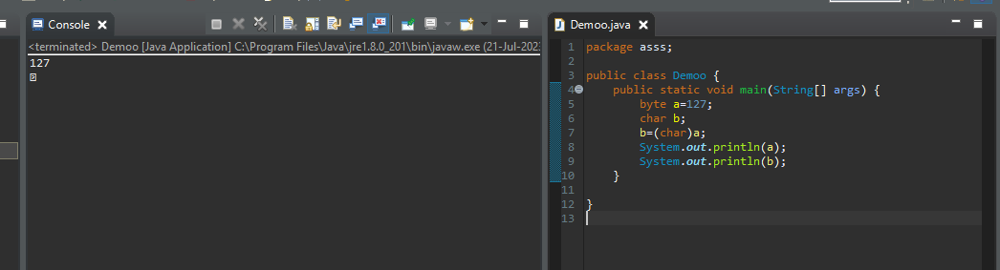 Console
<terminated> Demoo [Java Application] C:\Program Files\Java\jre1.8.0_201\bin\javaw.exe (21-Jul-2023
127
Demoo.java
1 package asss;
2
3 public class Demoo {
4 public static void main(String[] args) {
5 byte a=127;
6 char b;
7 b=(char)a;
8 System.out.println(a);
9 System.out.println(b);
10 }
11
12 }
13